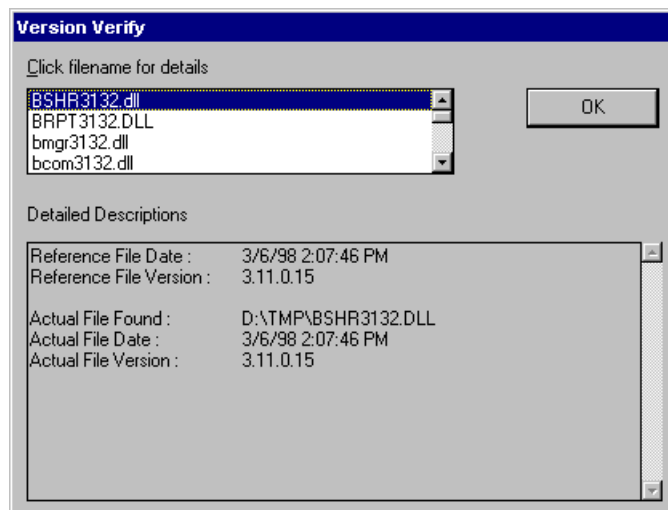 Version Verify
Click filename for details
BSHR3132.dll
BRPT3132.DLL
bmgr3132.dll
bcom3132.dll
OK
Detailed Descriptions
Reference File Date : 3/6/98 2:07:46 PM
Reference File Version : 3.11.0.15
Actual File Found : D:\TMP\BSHR3132.DLL
Actual File Date : 3/6/98 2:07:46 PM
Actual File Version : 3.11.0.15